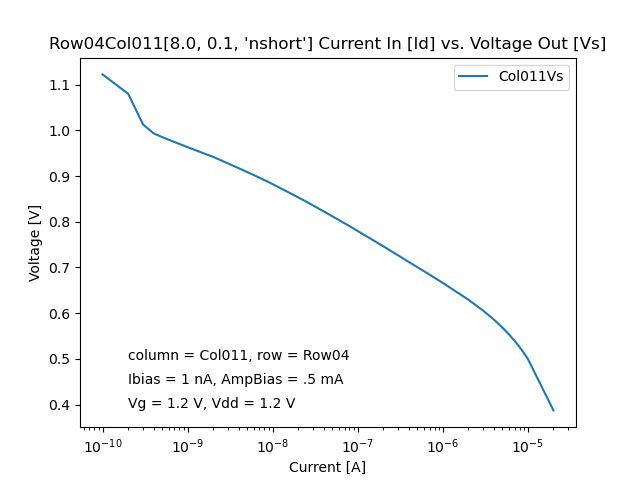 Row04Col011[8.0, 0.1, 'nshort'] Current In [Id] vs. Voltage Out [Vs]
Col011Vs
1.1
1.0
0.9
0.8
0.7
0.6
0.5
0.4
Voltage [V]
column = Col011, row = Row04
Ibias = 1 nA, AmpBias = .5 mA
Vg = 1.2 V, Vdd = 1.2 V
10⁻¹⁰ 10⁻⁹ 10⁻⁸ 10⁻⁷ 10⁻⁶ 10⁻⁵
Current [A]